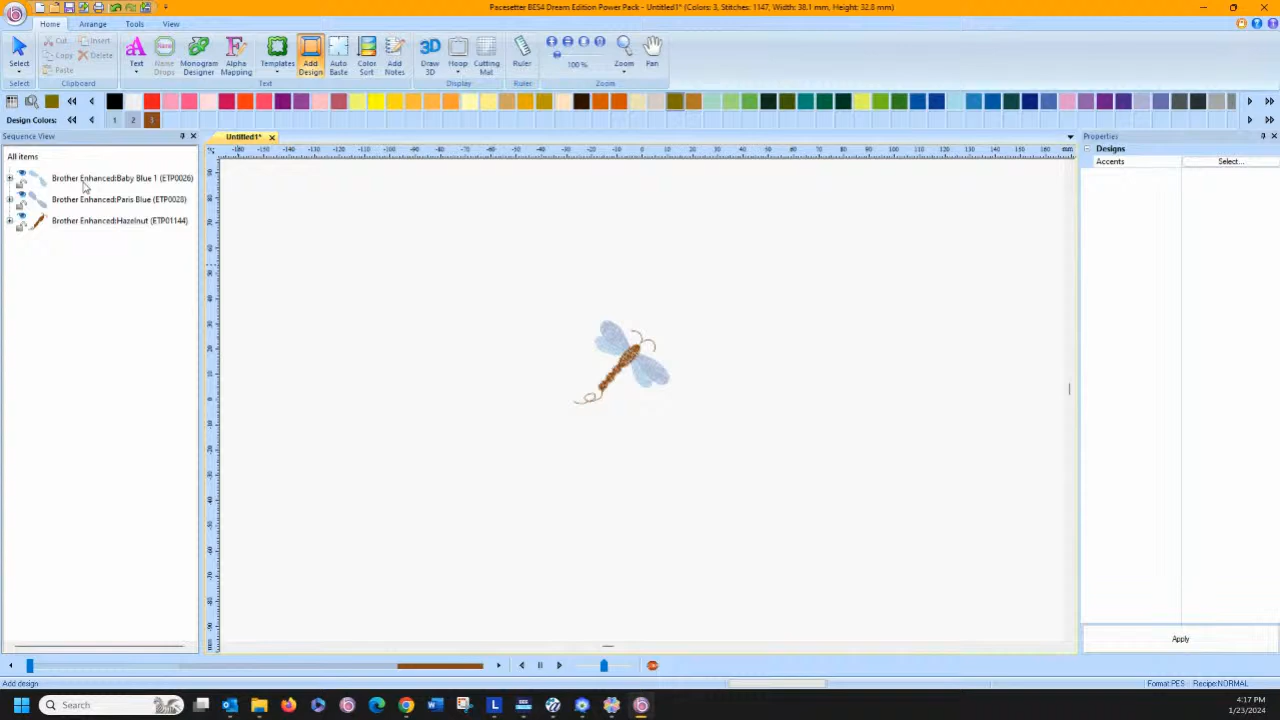 Pacesetter BES4 Dream Edition Power Pack - Untitled1* (Colors: 3, Stitches: 1147, Width: 38.1 mm, Height: 32.8 mm)
Home Arrange Tools View
Select Cut Copy Paste Insert Delete Text Name Drops Monogram Designer Alpha Mapping Templates Add Design Auto Baste Color Sort Add Notes Draw 3D Hoop Cutting Mat Ruler 100 % Zoom Pan
Select Clipboard Text Display Ruler Zoom
Design Colors: 1 2 3
Sequence View Untitled1* Properties
All items
Designs
Accents Select...
Brother Enhanced:Baby Blue 1 (ETP0026)
Brother Enhanced:Paris Blue (ETP0028)
Brother Enhanced:Hazelnut (ETP01144)
Apply
Add design Format:PES Recipe:NORMAL
Search
4:17 PM
1/23/2024